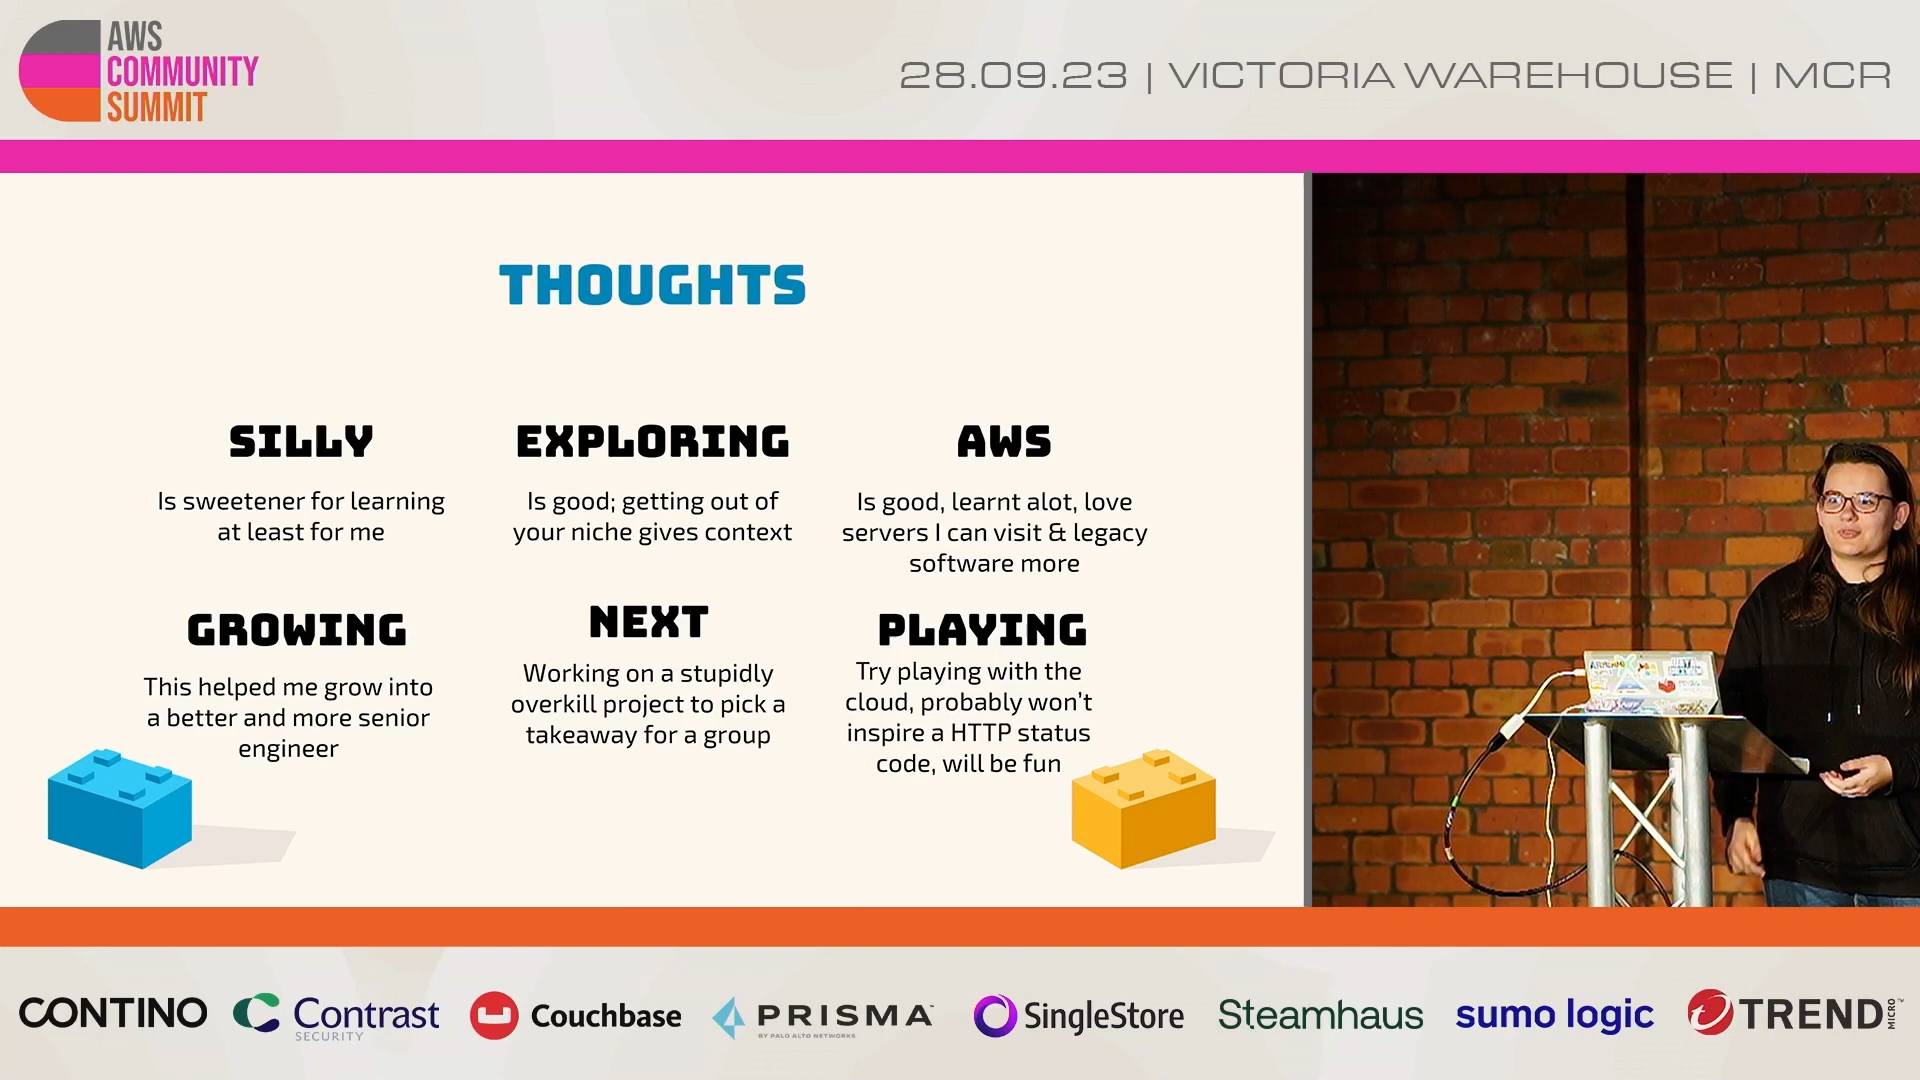 AWS
COMMUNITY
SUMMIT
28.09.23 | VICTORIA WAREHOUSE | MCR
THOUGHTS
SILLY
Is sweetener for learning
at least for me
EXPLORING
Is good; getting out of
your niche gives context
AWS
Is good, learnt alot, love
servers I can visit & legacy
software more
GROWING
This helped me grow into
a better and more senior
engineer
NEXT
Working on a stupidly
overkill project to pick a
takeaway for a group
PLAYING
Try playing with the
cloud, probably won't
inspire a HTTP status
code, will be fun
CONTINO
Contrast
SECURITY
Couchbase
PRISMA™
BY PALO ALTO NETWORKS
SingleStore
Steamhaus
sumo logic
TREND
MICRO™